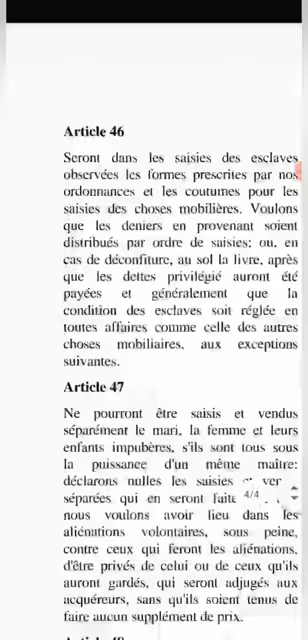 Article 46
Seront dans les saisies des esclaves
observées les formes prescrites par nos
ordonnances et les coutumes pour les
saisies des choses mobilières. Voulons
que les deniers en provenant soient
distribués par ordre de saisies; ou, en
cas de déconfiture, au sol la livre, après
que les dettes privilégié auront été
payées et généralement que la
condition des esclaves soit réglée en
toutes affaires comme celle des autres
choses mobiliaires, aux exceptions
suivantes.
Article 47
Ne pourront être saisis et vendus
séparément le mari, la femme et leurs
enfants impubères, s'ils sont tous sous
la puissance d'un même maître;
déclarons nulles les saisies
séparées qui en seront faite 4/4
nous voulons avoir lieu dans les
aliénations volontaires, sous peine,
contre ceux qui feront les aliénations,
d'être privés de celui ou de ceux qu'ils
auront gardés, qui seront adjugés aux
acquéreurs, sans qu'ils soient tenus de
faire aucun supplément de prix.